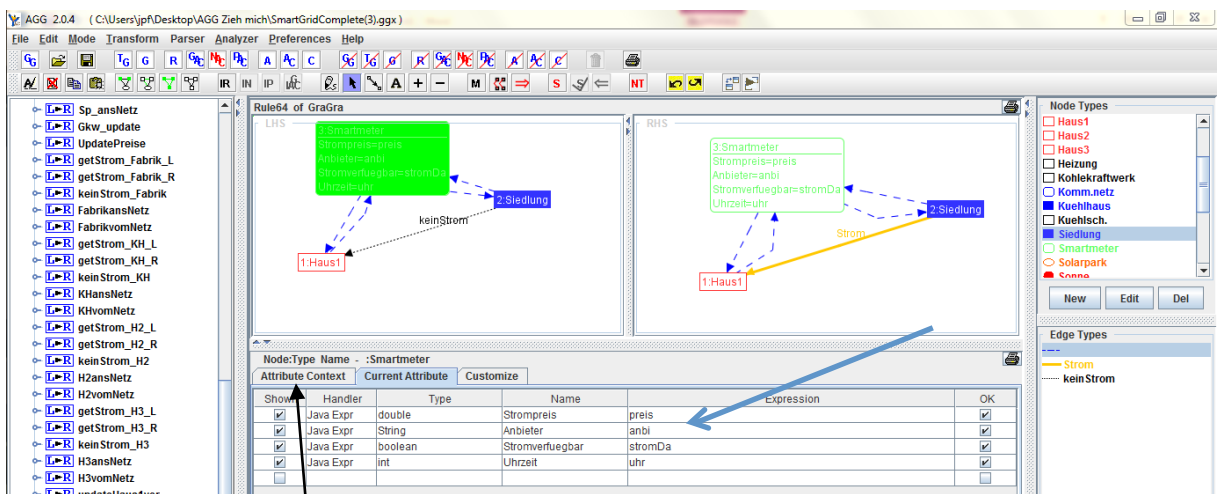 AGG 2.0.4 ( C:\Users\jpf\Desktop\AGG Zieh mich\SmartGridComplete(3).ggx )
File Edit Mode Transform Parser Analyzer Preferences Help
IR IN IP
A + − M S NT
Sp_ansNetz
Gkw_update
UpdatePreise
getStrom_Fabrik_L
getStrom_Fabrik_R
keinStrom_Fabrik
FabrikansNetz
FabrikvomNetz
getStrom_KH_L
getStrom_KH_R
keinStrom_KH
KHansNetz
KHvomNetz
getStrom_H2_L
getStrom_H2_R
keinStrom_H2
H2ansNetz
H2vomNetz
getStrom_H3_L
getStrom_H3_R
keinStrom_H3
H3ansNetz
H3vomNetz
Rule64 of GraGra
LHS
3:Smartmeter
Strompreis=preis
Anbieter=anbi
Stromverfuegbar=stromDa
Uhrzeit=uhr
2:Siedlung
keinStrom
1:Haus1
RHS
3:Smartmeter
Strompreis=preis
Anbieter=anbi
Stromverfuegbar=stromDa
Uhrzeit=uhr
2:Siedlung
Strom
1:Haus1
Node:Type Name - :Smartmeter
Attribute Context Current Attribute Customize
Shown Handler Type Name Expression OK
Java Expr double Strompreis preis
Java Expr String Anbieter anbi
Java Expr boolean Stromverfuegbar stromDa
Java Expr int Uhrzeit uhr
Node Types
Haus1
Haus2
Haus3
Heizung
Kohlekraftwerk
Komm.netz
Kuehlhaus
Kuehlsch.
Siedlung
Smartmeter
Solarpark
Sonne
New Edit Del
Edge Types
Strom
keinStrom